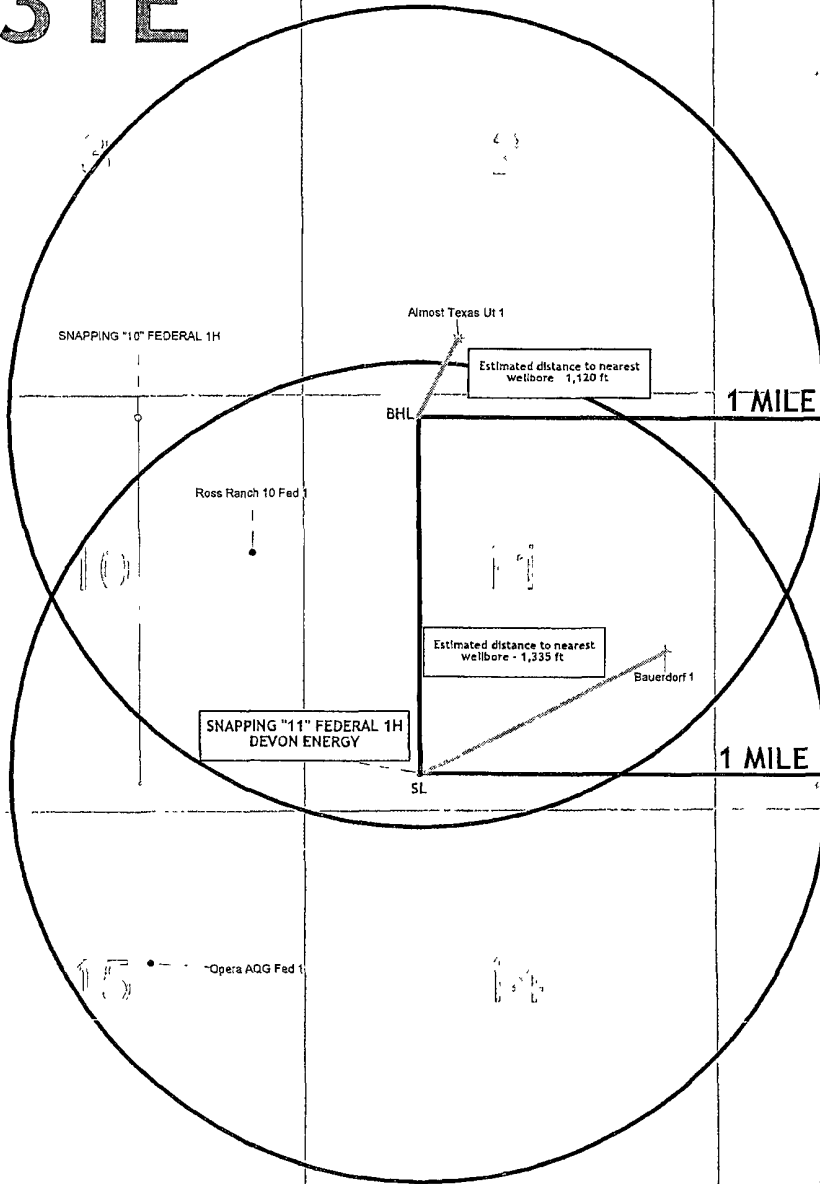 31E
Almost Texas Ut 1
SNAPPING "10" FEDERAL 1H
Estimated distance to nearest
wellbore 1,120 ft
BHL
1 MILE
Ross Ranch 10 Fed 1
10
11
Estimated distance to nearest
wellbore - 1,335 ft
Bauerdorf 1
SNAPPING "11" FEDERAL 1H
DEVON ENERGY
1 MILE
SL
15
Opera AQG Fed 1
14